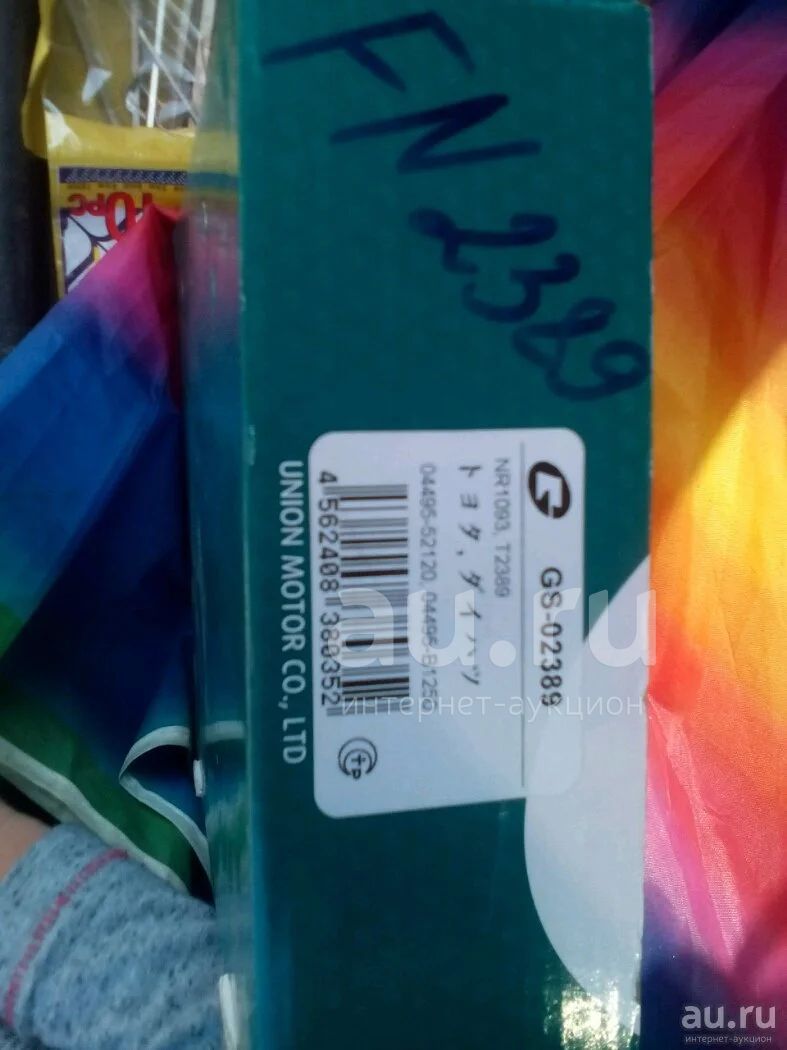 FN 2389
GS-02389
NR1093, T2389
トヨタ, ダイハツ
04495-52120, 04495-B1250
4 562408 380352
UNION MOTOR CO., LTD
10PC
au.ru
интернет-аукцион
au.ru
интернет-аукцион